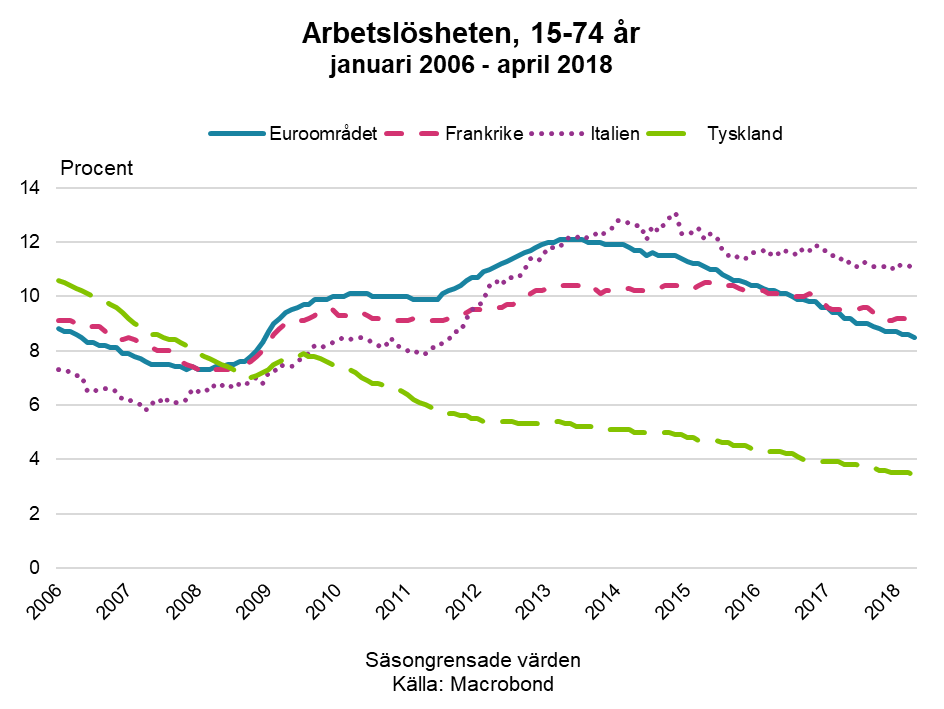 Arbetslösheten, 15-74 år
januari 2006 - april 2018
Euroområdet Frankrike Italien Tyskland
Procent
14
12
10
8
6
4
2
0
2006 2007 2008 2009 2010 2011 2012 2013 2014 2015 2016 2017 2018
Säsongrensade värden
Källa: Macrobond